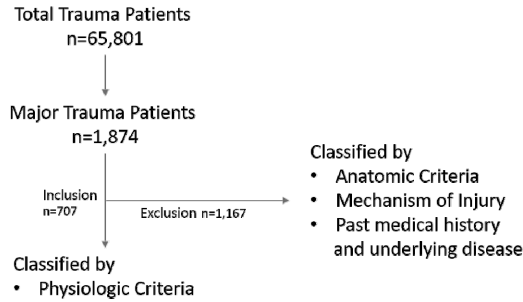 Total Trauma Patients
n=65,801
Major Trauma Patients
n=1,874
Inclusion
n=707
Exclusion n=1,167
Classified by
• Anatomic Criteria
• Mechanism of Injury
• Past medical history
and underlying disease
Classified by
• Physiologic Criteria